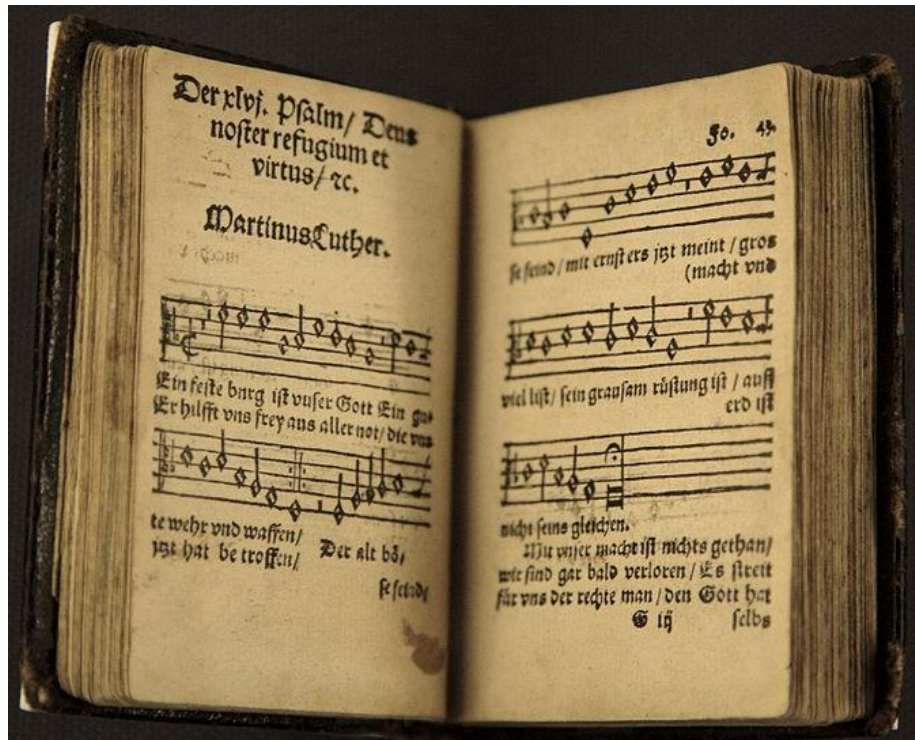 Der xlvj. Psalm/ Deus
noster refugium et
virtus/ ꝛc.
Martinus Luther.
Ein feste burg ist vnser Gott Ein gu⸗
Er hilfft vns frey aus aller not/ die vns
te wehr vnd waffen/
jtzt hat be troffen/ Der alt bö⸗
se feind/
Fo. 43.
se feind / mit ernst ers jtzt meint / gros
(macht vnd
viel list/ sein grausam rüstung ist / auff
erd ist
nicht seins gleichen.
Mit vnser macht ist nichts gethan/
wir sind gar bald verloren / Es streit
für vns der rechte man / den Gott hat
G iij selbs